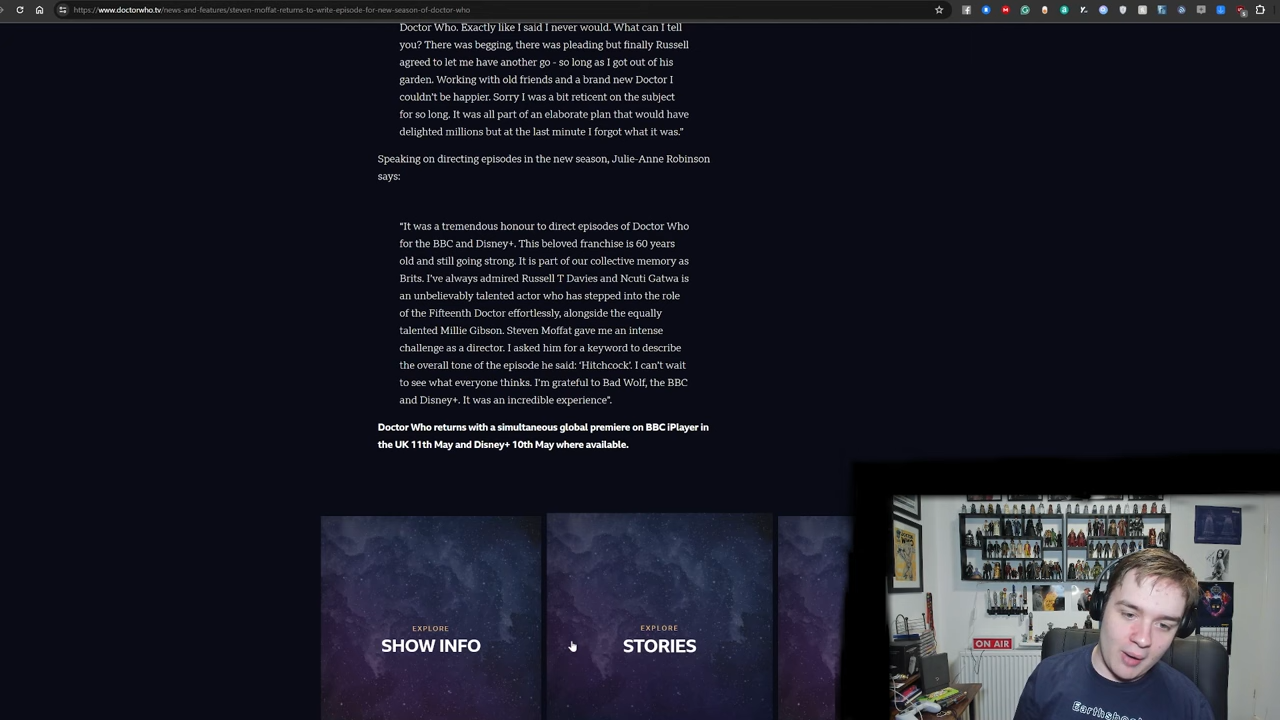 https://www.doctorwho.tv/news-and-features/steven-moffat-returns-to-write-episode-for-new-season-of-doctor-who
Doctor Who. Exactly like I said I never would. What can I tell
you? There was begging, there was pleading but finally Russell
agreed to let me have another go - so long as I got out of his
garden. Working with old friends and a brand new Doctor I
couldn't be happier. Sorry I was a bit reticent on the subject
for so long. It was all part of an elaborate plan that would have
delighted millions but at the last minute I forgot what it was."
Speaking on directing episodes in the new season, Julie-Anne Robinson
says:
"It was a tremendous honour to direct episodes of Doctor Who
for the BBC and Disney+. This beloved franchise is 60 years
old and still going strong. It is part of our collective memory as
Brits. I've always admired Russell T Davies and Ncuti Gatwa is
an unbelievably talented actor who has stepped into the role
of the Fifteenth Doctor effortlessly, alongside the equally
talented Millie Gibson. Steven Moffat gave me an intense
challenge as a director. I asked him for a keyword to describe
the overall tone of the episode he said: 'Hitchcock'. I can't wait
to see what everyone thinks. I'm grateful to Bad Wolf, the BBC
and Disney+. It was an incredible experience".
Doctor Who returns with a simultaneous global premiere on BBC iPlayer in
the UK 11th May and Disney+ 10th May where available.
EXPLORE
SHOW INFO
EXPLORE
STORIES
ON AIR